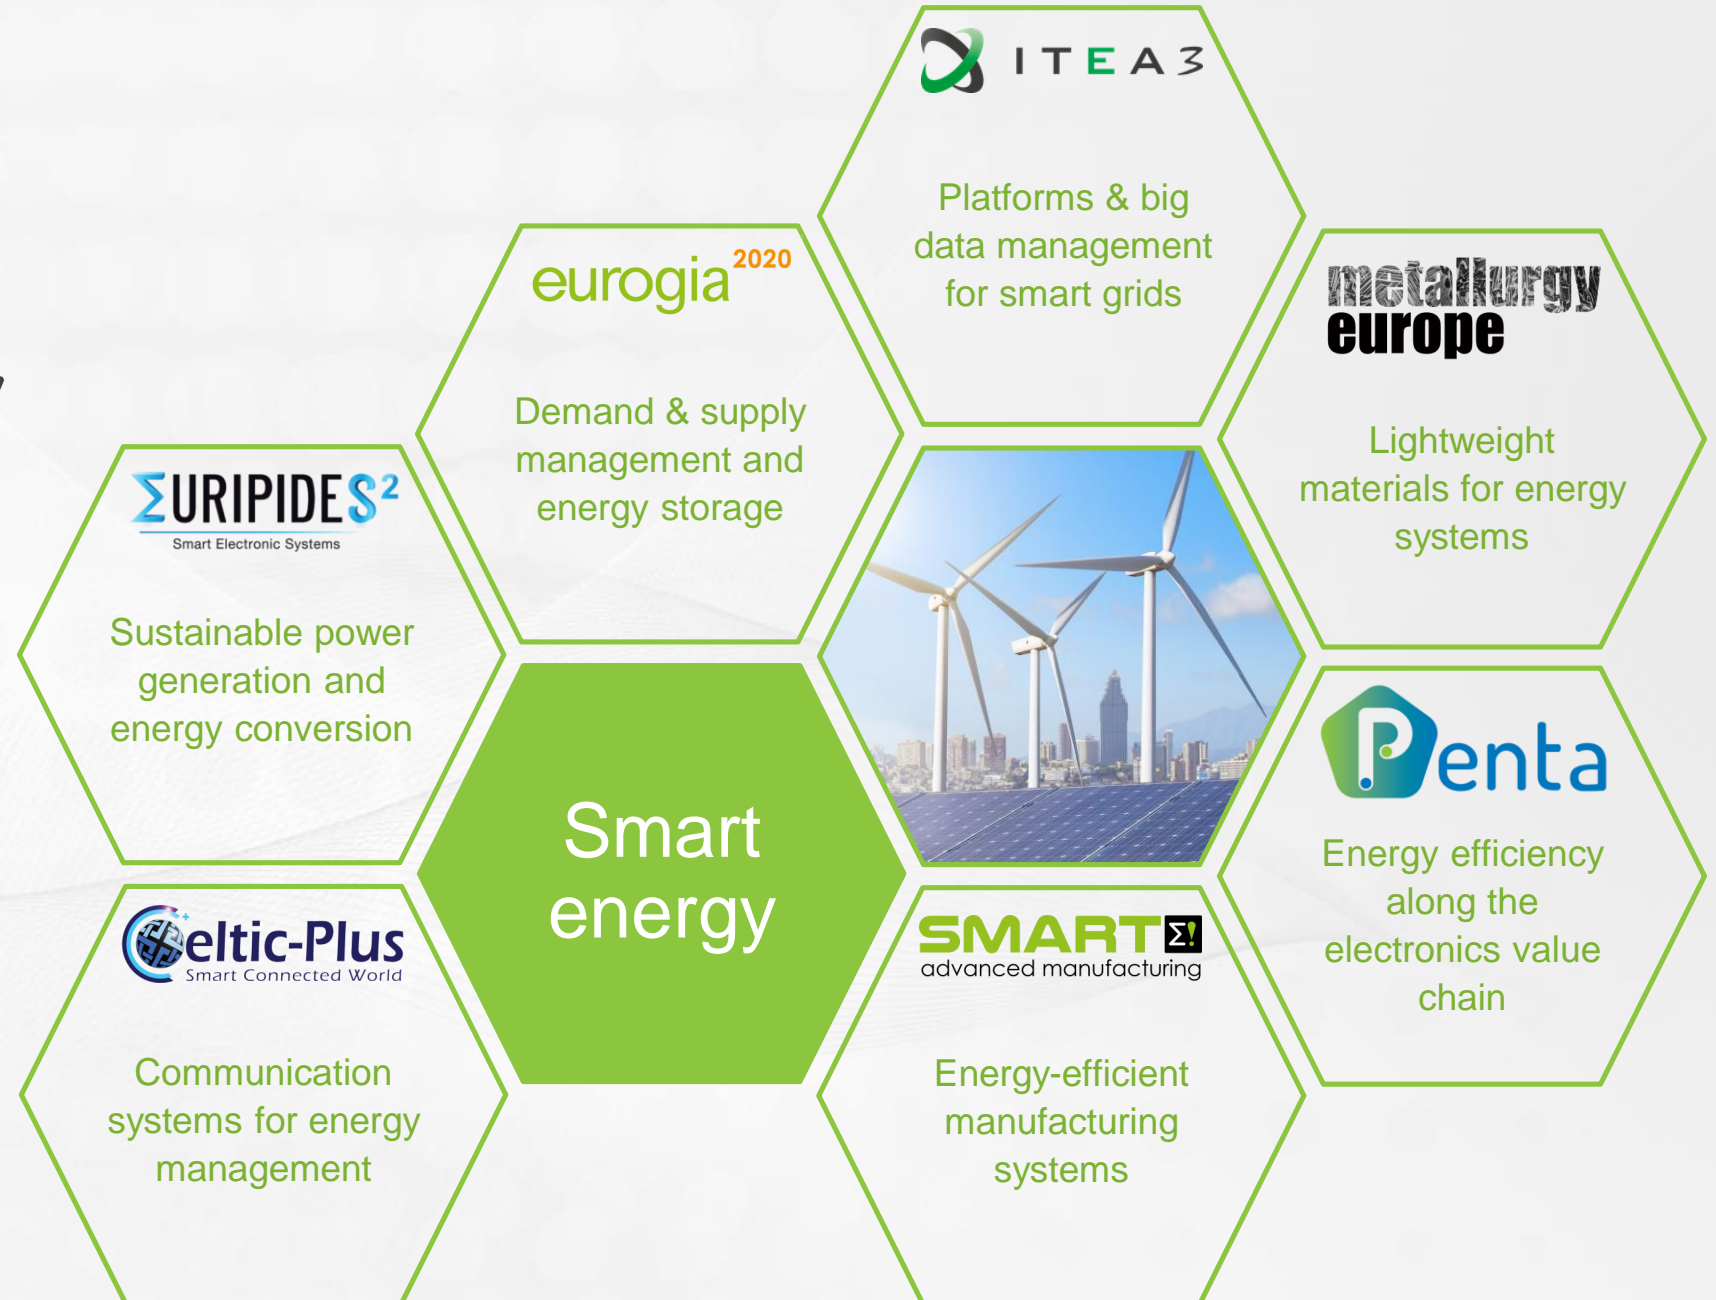 ITEA3
Platforms & big
data management
for smart grids
eurogia2020
Demand & supply
management and
energy storage
metallurgy
europe
Lightweight
materials for energy
systems
ΣURIPIDES²
Smart Electronic Systems
Sustainable power
generation and
energy conversion
Smart
energy
Penta
Energy efficiency
along the
electronics value
chain
Celtic-Plus
Smart Connected World
Communication
systems for energy
management
SMART Σ!
advanced manufacturing
Energy-efficient
manufacturing
systems